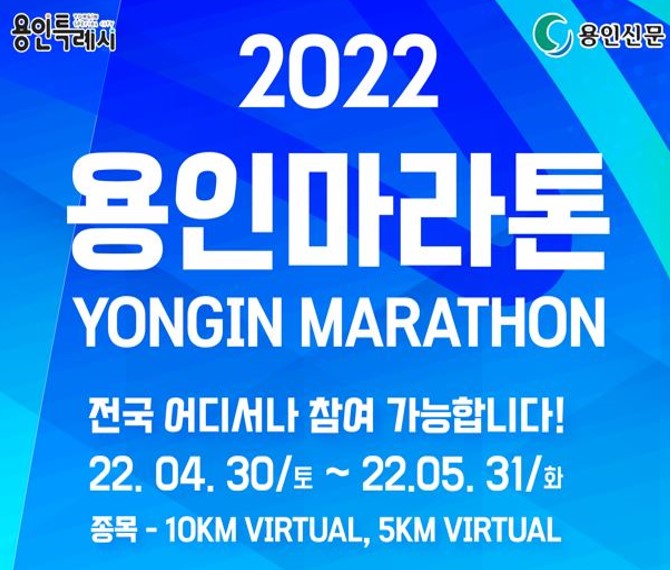 용인특례시
용인신문
2022
용인마라톤
YONGIN MARATHON
전국 어디서나 참여 가능합니다!
22. 04. 30/토 ~ 22.05. 31/화
종목 - 10KM VIRTUAL, 5KM VIRTUAL